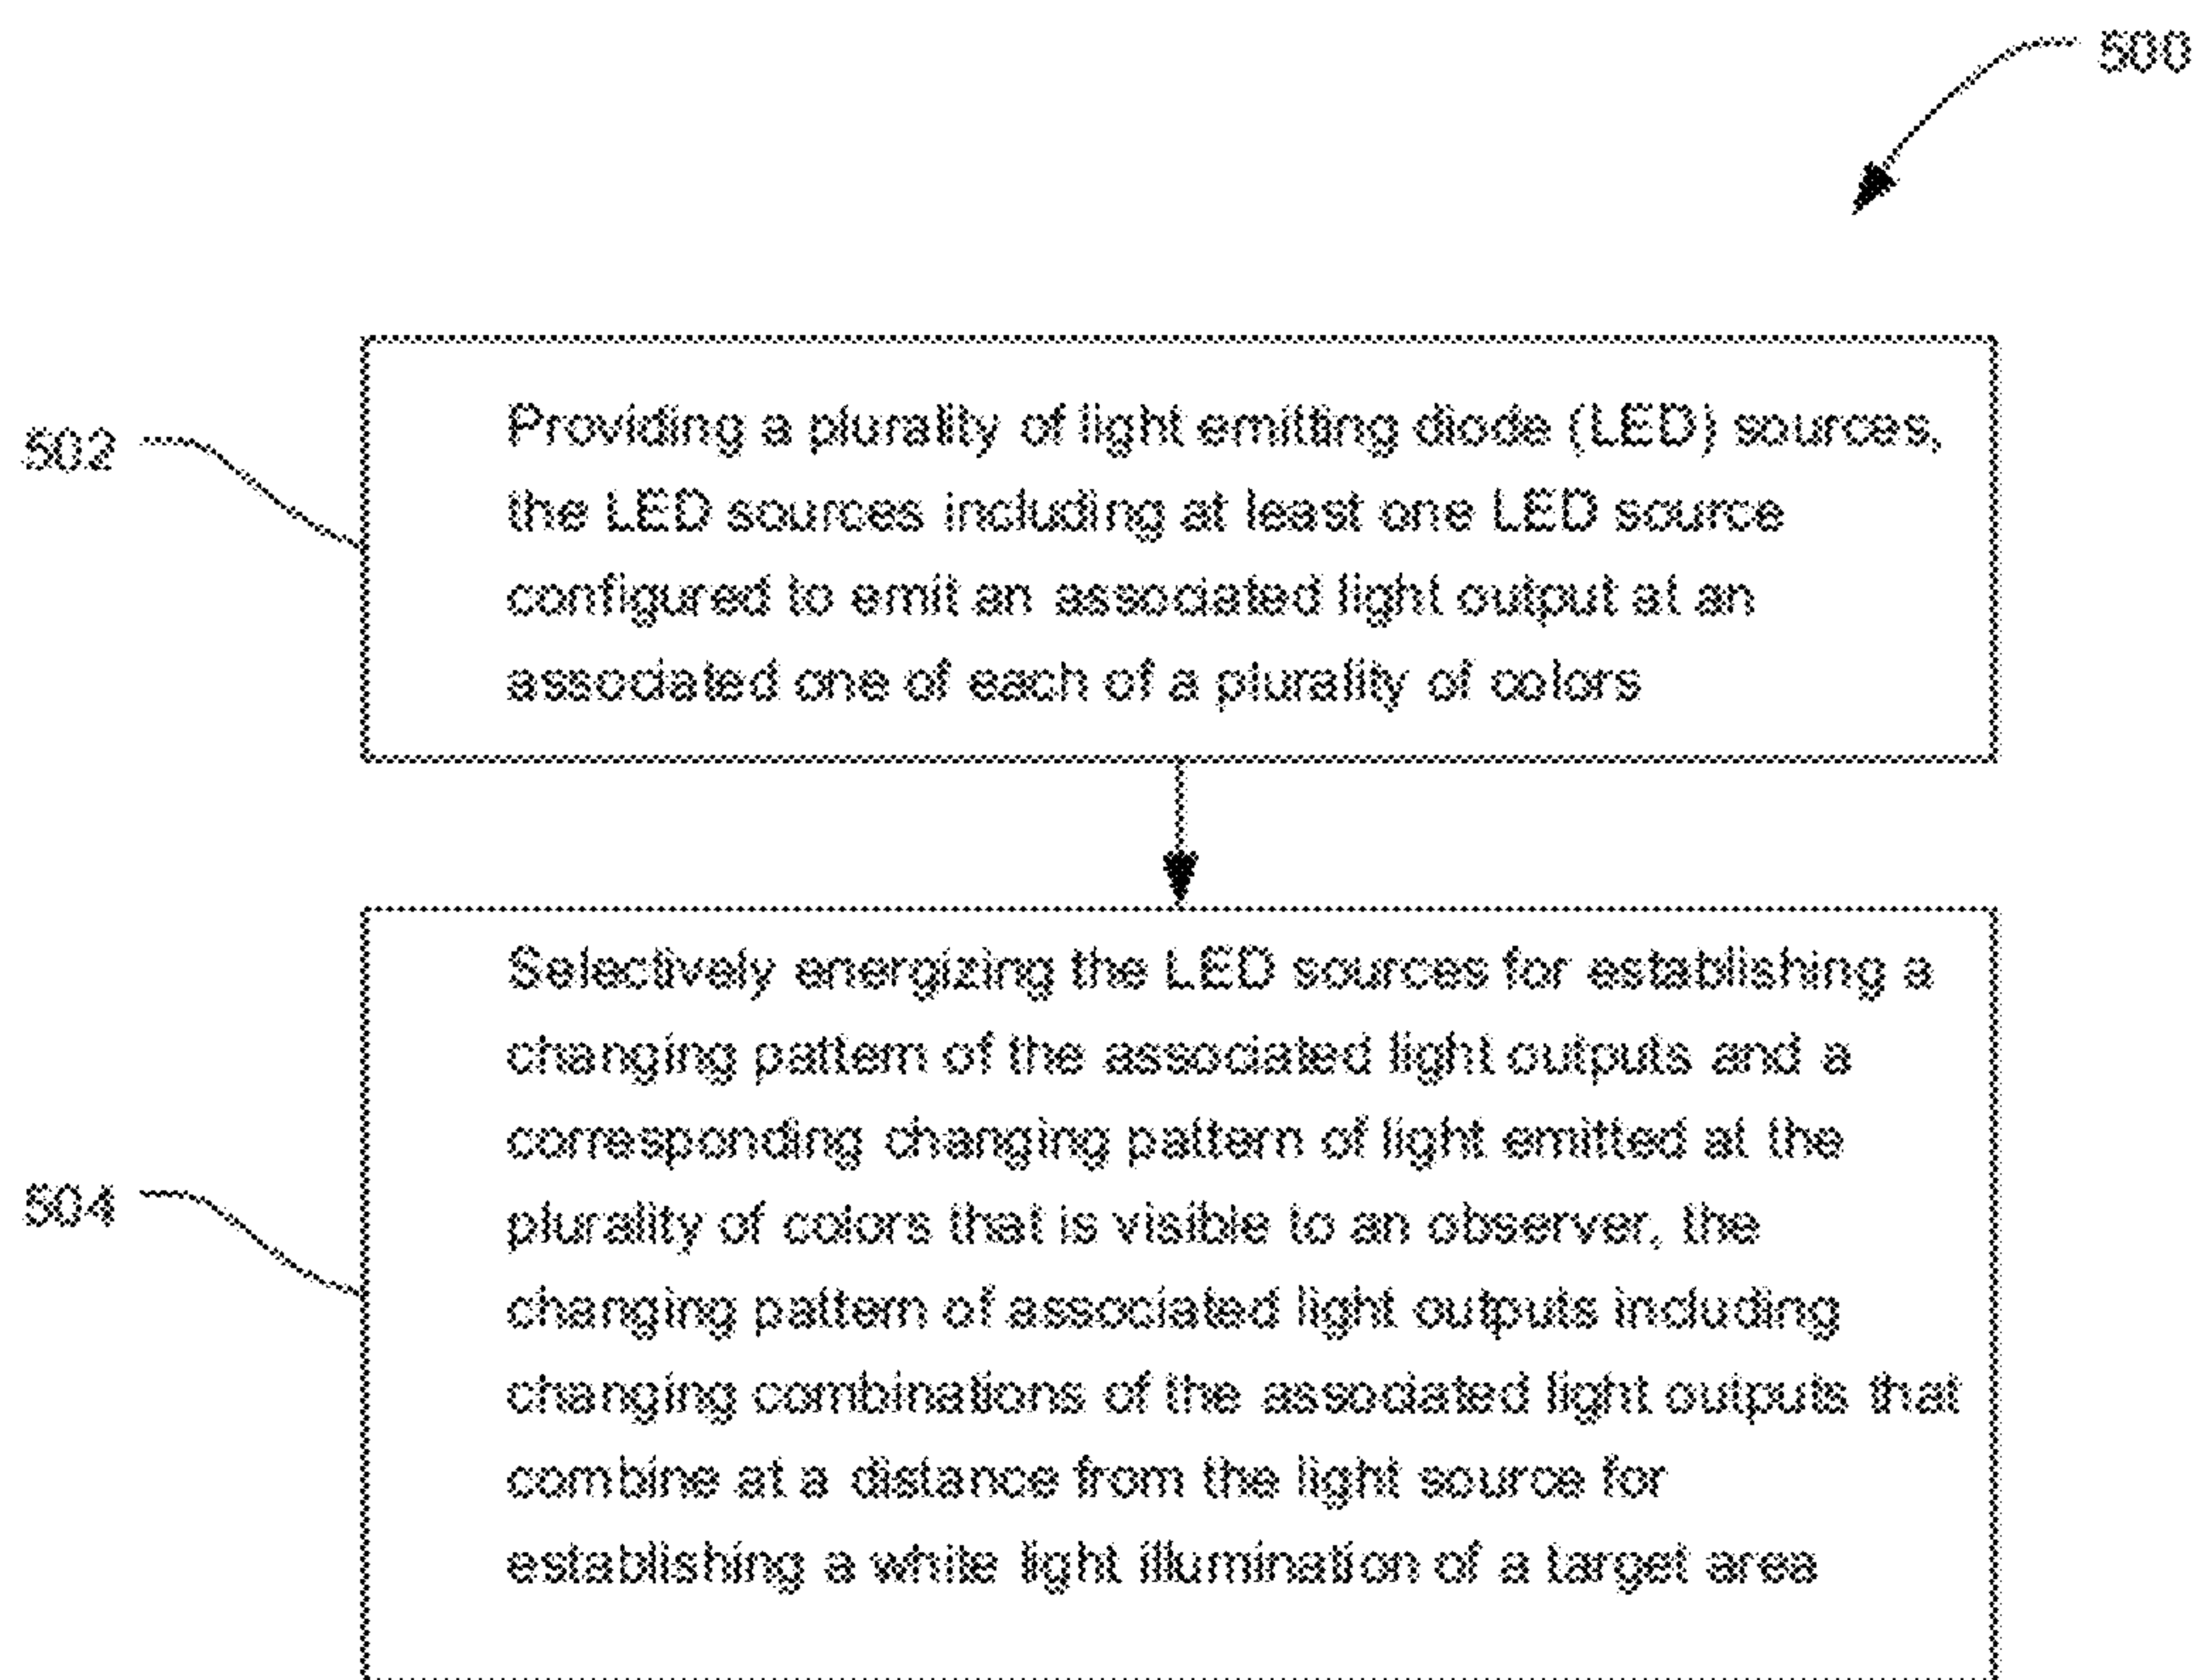 500
502
Providing a plurality of light emitting diode (LED) sources,
the LED sources including at least one LED source
configured to emit an associated light output at an
associated one of each of a plurality of colors
504
Selectively energizing the LED sources for establishing a
changing pattern of the associated light outputs and a
corresponding changing pattern of light emitted at the
plurality of colors that is visible to an observer, the
changing pattern of associated light outputs including
changing combinations of the associated light outputs that
combine at a distance from the light source for
establishing a white light illumination of a target area